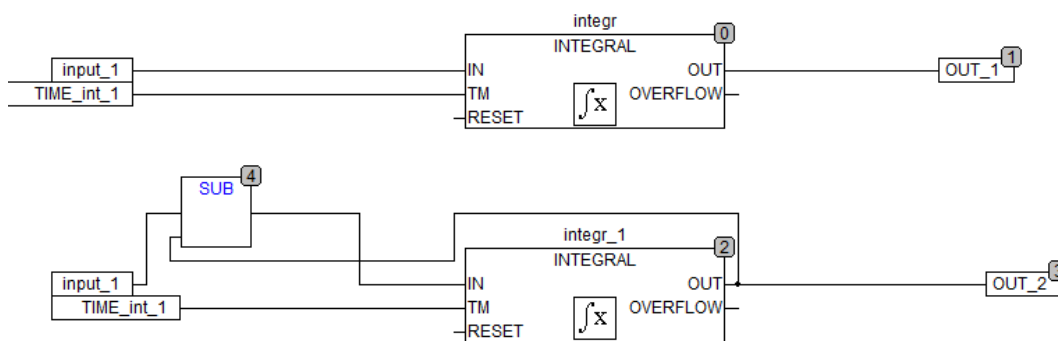 integr
0
INTEGRAL
input_1
IN
OUT
OUT_1
1
TIME_int_1
TM
∫x
OVERFLOW
RESET
SUB
4
integr_1
2
INTEGRAL
input_1
IN
OUT
OUT_2
3
TIME_int_1
TM
∫x
OVERFLOW
RESET